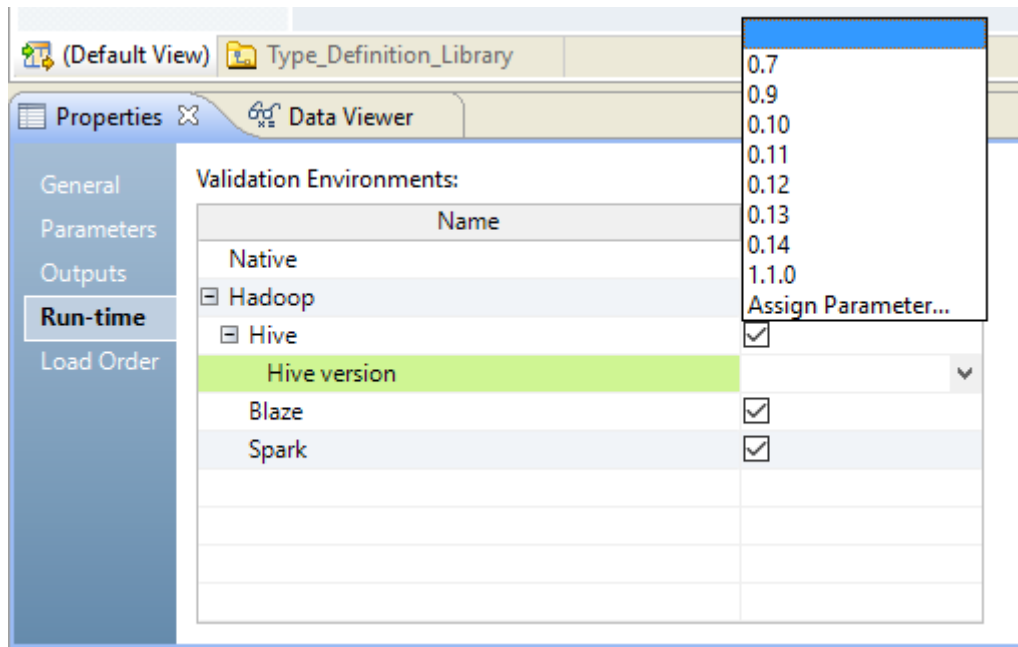 (Default View) Type_Definition_Library
Properties Data Viewer
General
Parameters
Outputs
Run-time
Load Order
Validation Environments:
Name
Native
Hadoop
Hive
Hive version
Blaze
Spark
0.7
0.9
0.10
0.11
0.12
0.13
0.14
1.1.0
Assign Parameter...